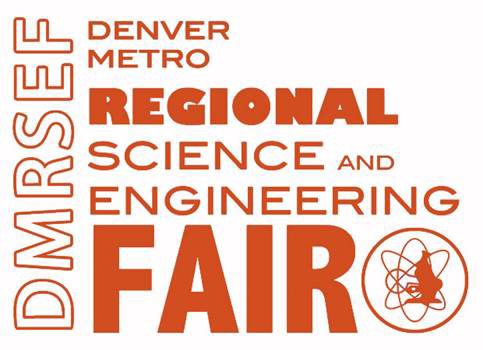 DMRSEF
DENVER
METRO
REGIONAL
SCIENCE AND
ENGINEERING
FAIR